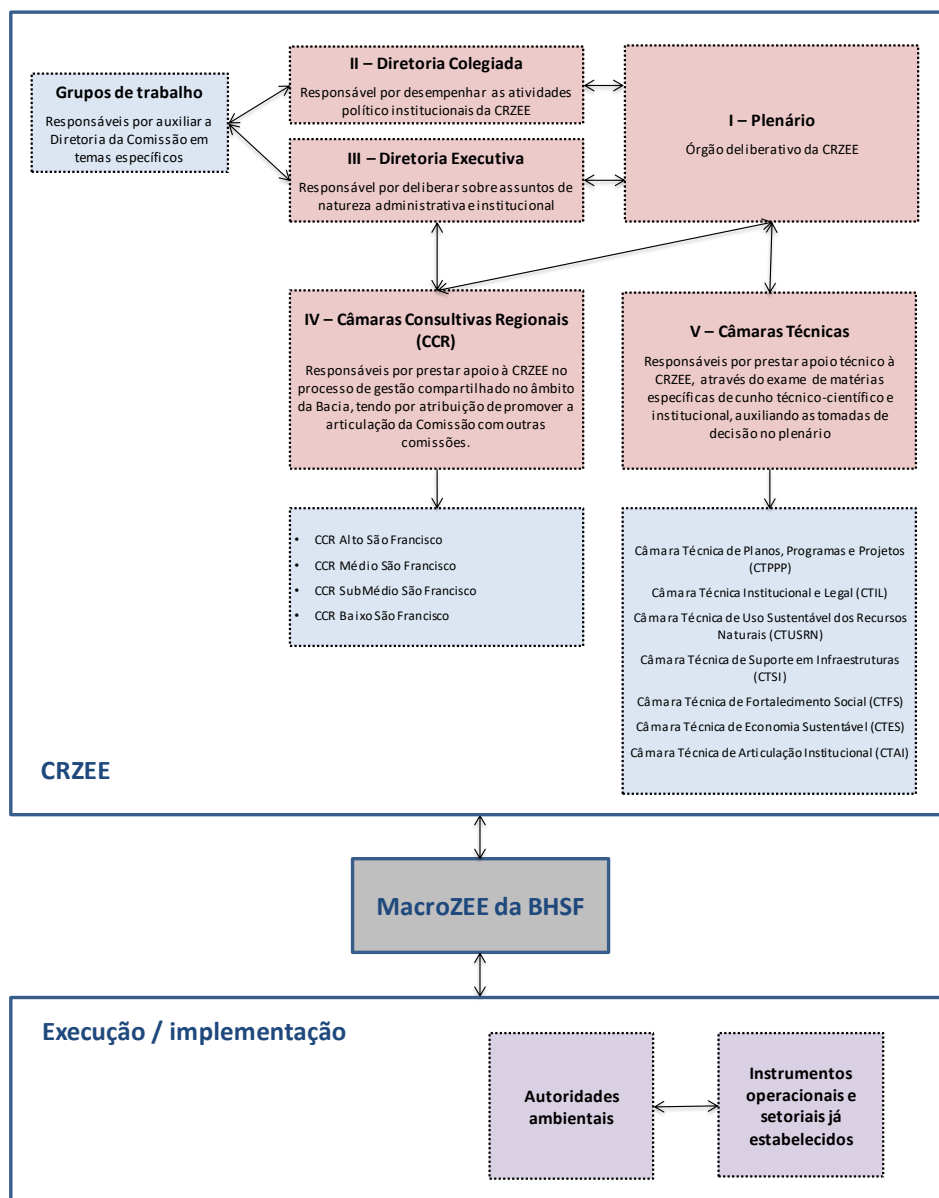 Grupos de trabalho
Responsáveis por auxiliar a
Diretoria da Comissão em
temas específicos
II – Diretoria Colegiada
Responsável por desempenhar as atividades
político institucionais da CRZEE
III – Diretoria Executiva
Responsável por deliberar sobre assuntos de
natureza administrativa e institucional
I – Plenário
Órgão deliberativo da CRZEE
IV – Câmaras Consultivas Regionais
(CCR)
Responsáveis por prestar apoio à CRZEE no
processo de gestão compartilhado no âmbito
da Bacia, tendo por atribuição de promover a
articulação da Comissão com outras
comissões.
V – Câmaras Técnicas
Responsáveis por prestar apoio técnico à
CRZEE, através do exame de matérias
específicas de cunho técnico-científico e
institucional, auxiliando as tomadas de
decisão no plenário
• CCR Alto São Francisco
• CCR Médio São Francisco
• CCR SubMédio São Francisco
• CCR Baixo São Francisco
Câmara Técnica de Planos, Programas e Projetos
(CTPPP)
Câmara Técnica Institucional e Legal (CTIL)
Câmara Técnica de Uso Sustentável dos Recursos
Naturais (CTUSRN)
Câmara Técnica de Suporte em Infraestruturas
(CTSI)
Câmara Técnica de Fortalecimento Social (CTFS)
Câmara Técnica de Economia Sustentável (CTES)
Câmara Técnica de Articulação Institucional (CTAI)
CRZEE
MacroZEE da BHSF
Execução / implementação
Autoridades
ambientais
Instrumentos
operacionais e
setoriais já
estabelecidos